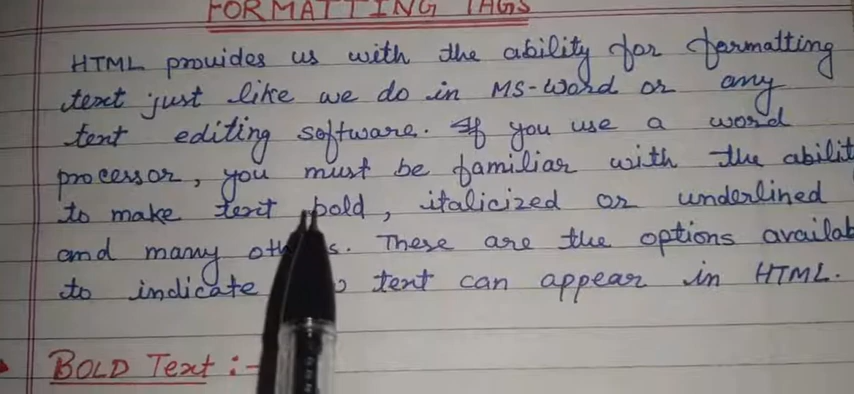 FORMATTING TAGS
HTML provides us with the ability for formatting
text just like we do in MS-Word or any
text editing software. If you use a word
processor, you must be familiar with the abilit
to make text bold, italicized or underlined
and many oth s. These are the options availab
to indicate text can appear in HTML.
BOLD Text :-